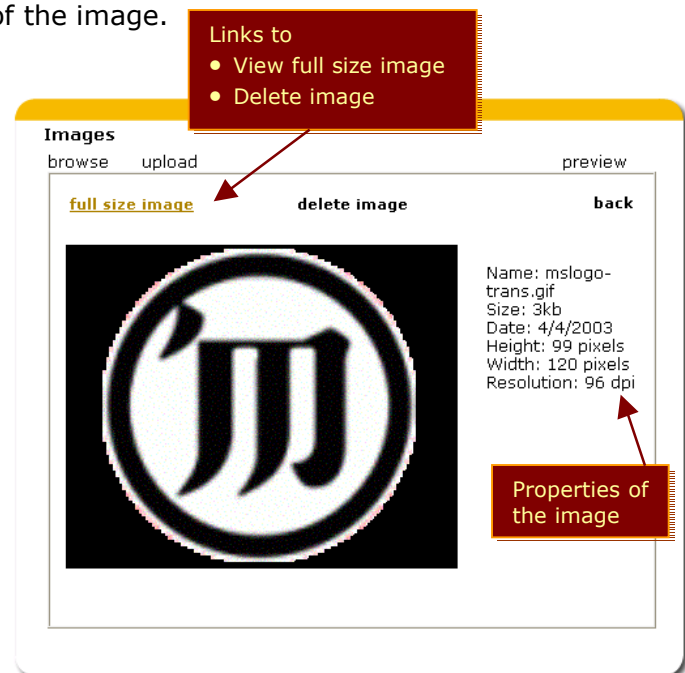 of the image.
Links to
• View full size image
• Delete image
Images
browse upload preview
full size image delete image back
Name: mslogo-
trans.gif
Size: 3kb
Date: 4/4/2003
Height: 99 pixels
Width: 120 pixels
Resolution: 96 dpi
Properties of
the image